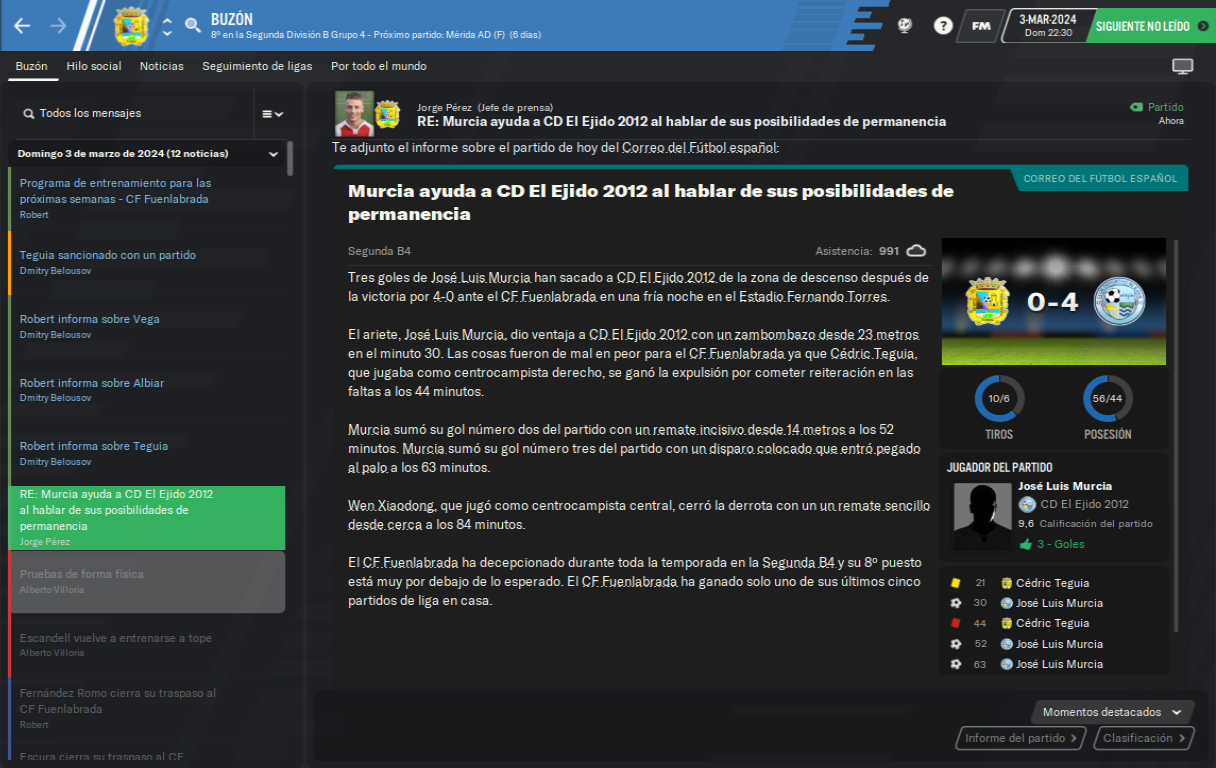 BUZÓN
8º en la Segunda División B Grupo 4 - Próximo partido: Mérida AD (F) (6 días)
?
FM
3-MAR-2024
Dom 22:30
SIGUIENTE NO LEÍDO
Buzón
Hilo social
Noticias
Seguimiento de ligas
Por todo el mundo
Todos los mensajes
Domingo 3 de marzo de 2024 (12 noticias)
Programa de entrenamiento para las
próximas semanas - CF Fuenlabrada
Robert
Teguia sancionado con un partido
Dmitry Belousov
Robert informa sobre Vega
Dmitry Belousov
Robert informa sobre Albiar
Dmitry Belousov
Robert informa sobre Teguia
Dmitry Belousov
RE: Murcia ayuda a CD El Ejido 2012
al hablar de sus posibilidades de
permanencia
Jorge Pérez
Pruebas de forma física
Alberto Villoria
Escandell vuelve a entrenarse a tope
Alberto Villoria
Fernández Romo cierra su traspaso al
CF Fuenlabrada
Robert
Escura cierra su traspaso al CF
Jorge Pérez (Jefe de prensa)
RE: Murcia ayuda a CD El Ejido 2012 al hablar de sus posibilidades de permanencia
Partido
Ahora
Te adjunto el informe sobre el partido de hoy del Correo del Fútbol español:
CORREO DEL FÚTBOL ESPAÑOL
Murcia ayuda a CD El Ejido 2012 al hablar de sus posibilidades de
permanencia
Segunda B4
Asistencia: 991
Tres goles de José Luis Murcia han sacado a CD El Ejido 2012 de la zona de descenso después de
la victoria por 4-0 ante el CF Fuenlabrada en una fría noche en el Estadio Fernando Torres.
El ariete, José Luis Murcia, dio ventaja a CD El Ejido 2012 con un zambombazo desde 23 metros
en el minuto 30. Las cosas fueron de mal en peor para el CF Fuenlabrada ya que Cédric Teguia,
que jugaba como centrocampista derecho, se ganó la expulsión por cometer reiteración en las
faltas a los 44 minutos.
Murcia sumó su gol número dos del partido con un remate incisivo desde 14 metros a los 52
minutos. Murcia sumó su gol número tres del partido con un disparo colocado que entró pegado
al palo a los 63 minutos.
Wen Xiaodong, que jugó como centrocampista central, cerró la derrota con un un remate sencillo
desde cerca a los 84 minutos.
El CF Fuenlabrada ha decepcionado durante toda la temporada en la Segunda B4 y su 8º puesto
está muy por debajo de lo esperado. El CF Fuenlabrada ha ganado solo uno de sus últimos cinco
partidos de liga en casa.
0-4
10/6
TIROS
56/44
POSESIÓN
JUGADOR DEL PARTIDO
José Luis Murcia
CD El Ejido 2012
9,6 Calificación del partido
3 - Goles
21 Cédric Teguia
30 José Luis Murcia
44 Cédric Teguia
52 José Luis Murcia
63 José Luis Murcia
Momentos destacados
Informe del partido
Clasificación